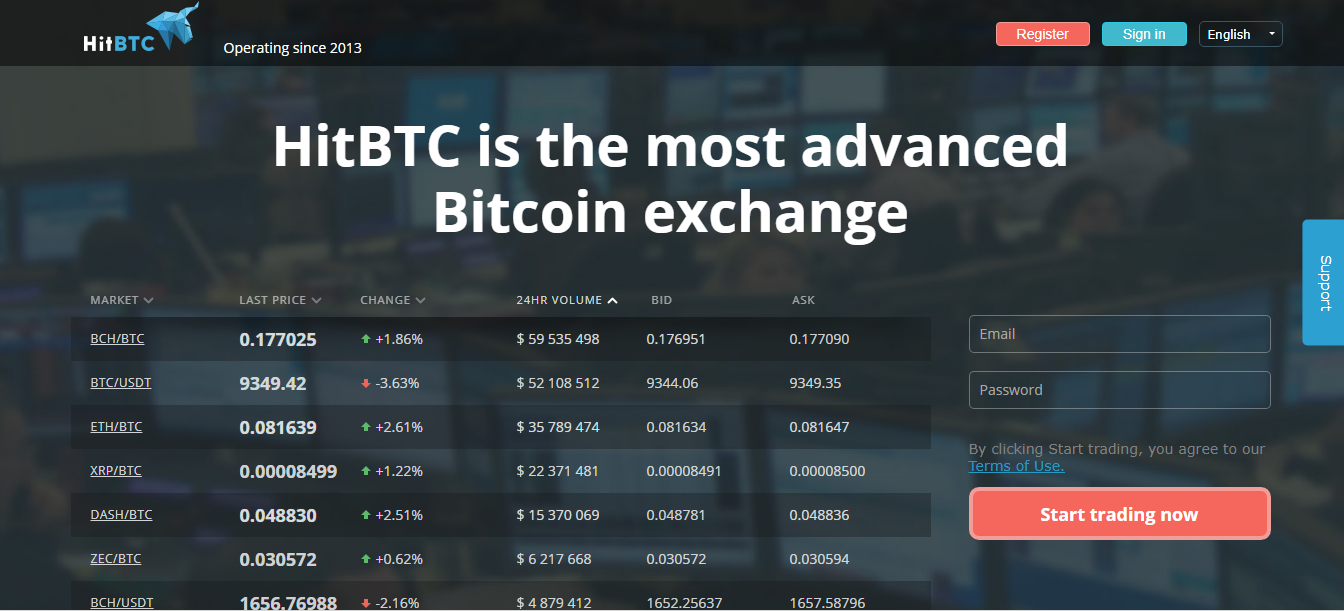 HitBTC
Operating since 2013
Register
Sign in
English
HitBTC is the most advanced
Bitcoin exchange
MARKET LAST PRICE CHANGE 24HR VOLUME BID ASK
BCH/BTC 0.177025 +1.86% $ 59 535 498 0.176951 0.177090
BTC/USDT 9349.42 -3.63% $ 52 108 512 9344.06 9349.35
ETH/BTC 0.081639 +2.61% $ 35 789 474 0.081634 0.081647
XRP/BTC 0.00008499 +1.22% $ 22 371 481 0.00008491 0.00008500
DASH/BTC 0.048830 +2.51% $ 15 370 069 0.048781 0.048836
ZEC/BTC 0.030572 +0.62% $ 6 217 668 0.030572 0.030594
BCH/USDT 1656.76988 -2.16% $ 4 879 412 1652.25637 1657.58796
Email
Password
By clicking Start trading, you agree to our
Terms of Use.
Start trading now
Support